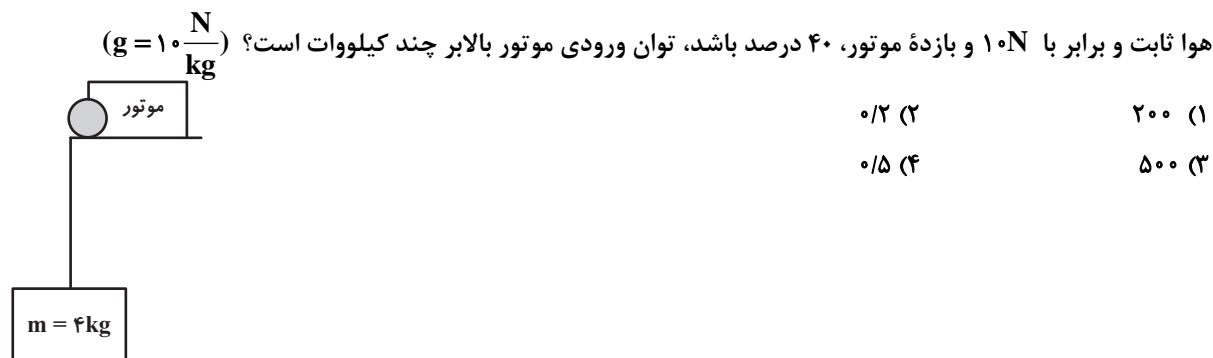 هوا ثابت و برابر با ۱۰N و بازدهٔ موتور، ۴۰ درصد باشد، توان ورودی موتور بالابر چند کیلووات است؟ (g = ۱۰ N/kg)
موتور
۱) ۲۰۰ ۲) ۰/۲
۳) ۵۰۰ ۴) ۰/۵
m = ۴kg